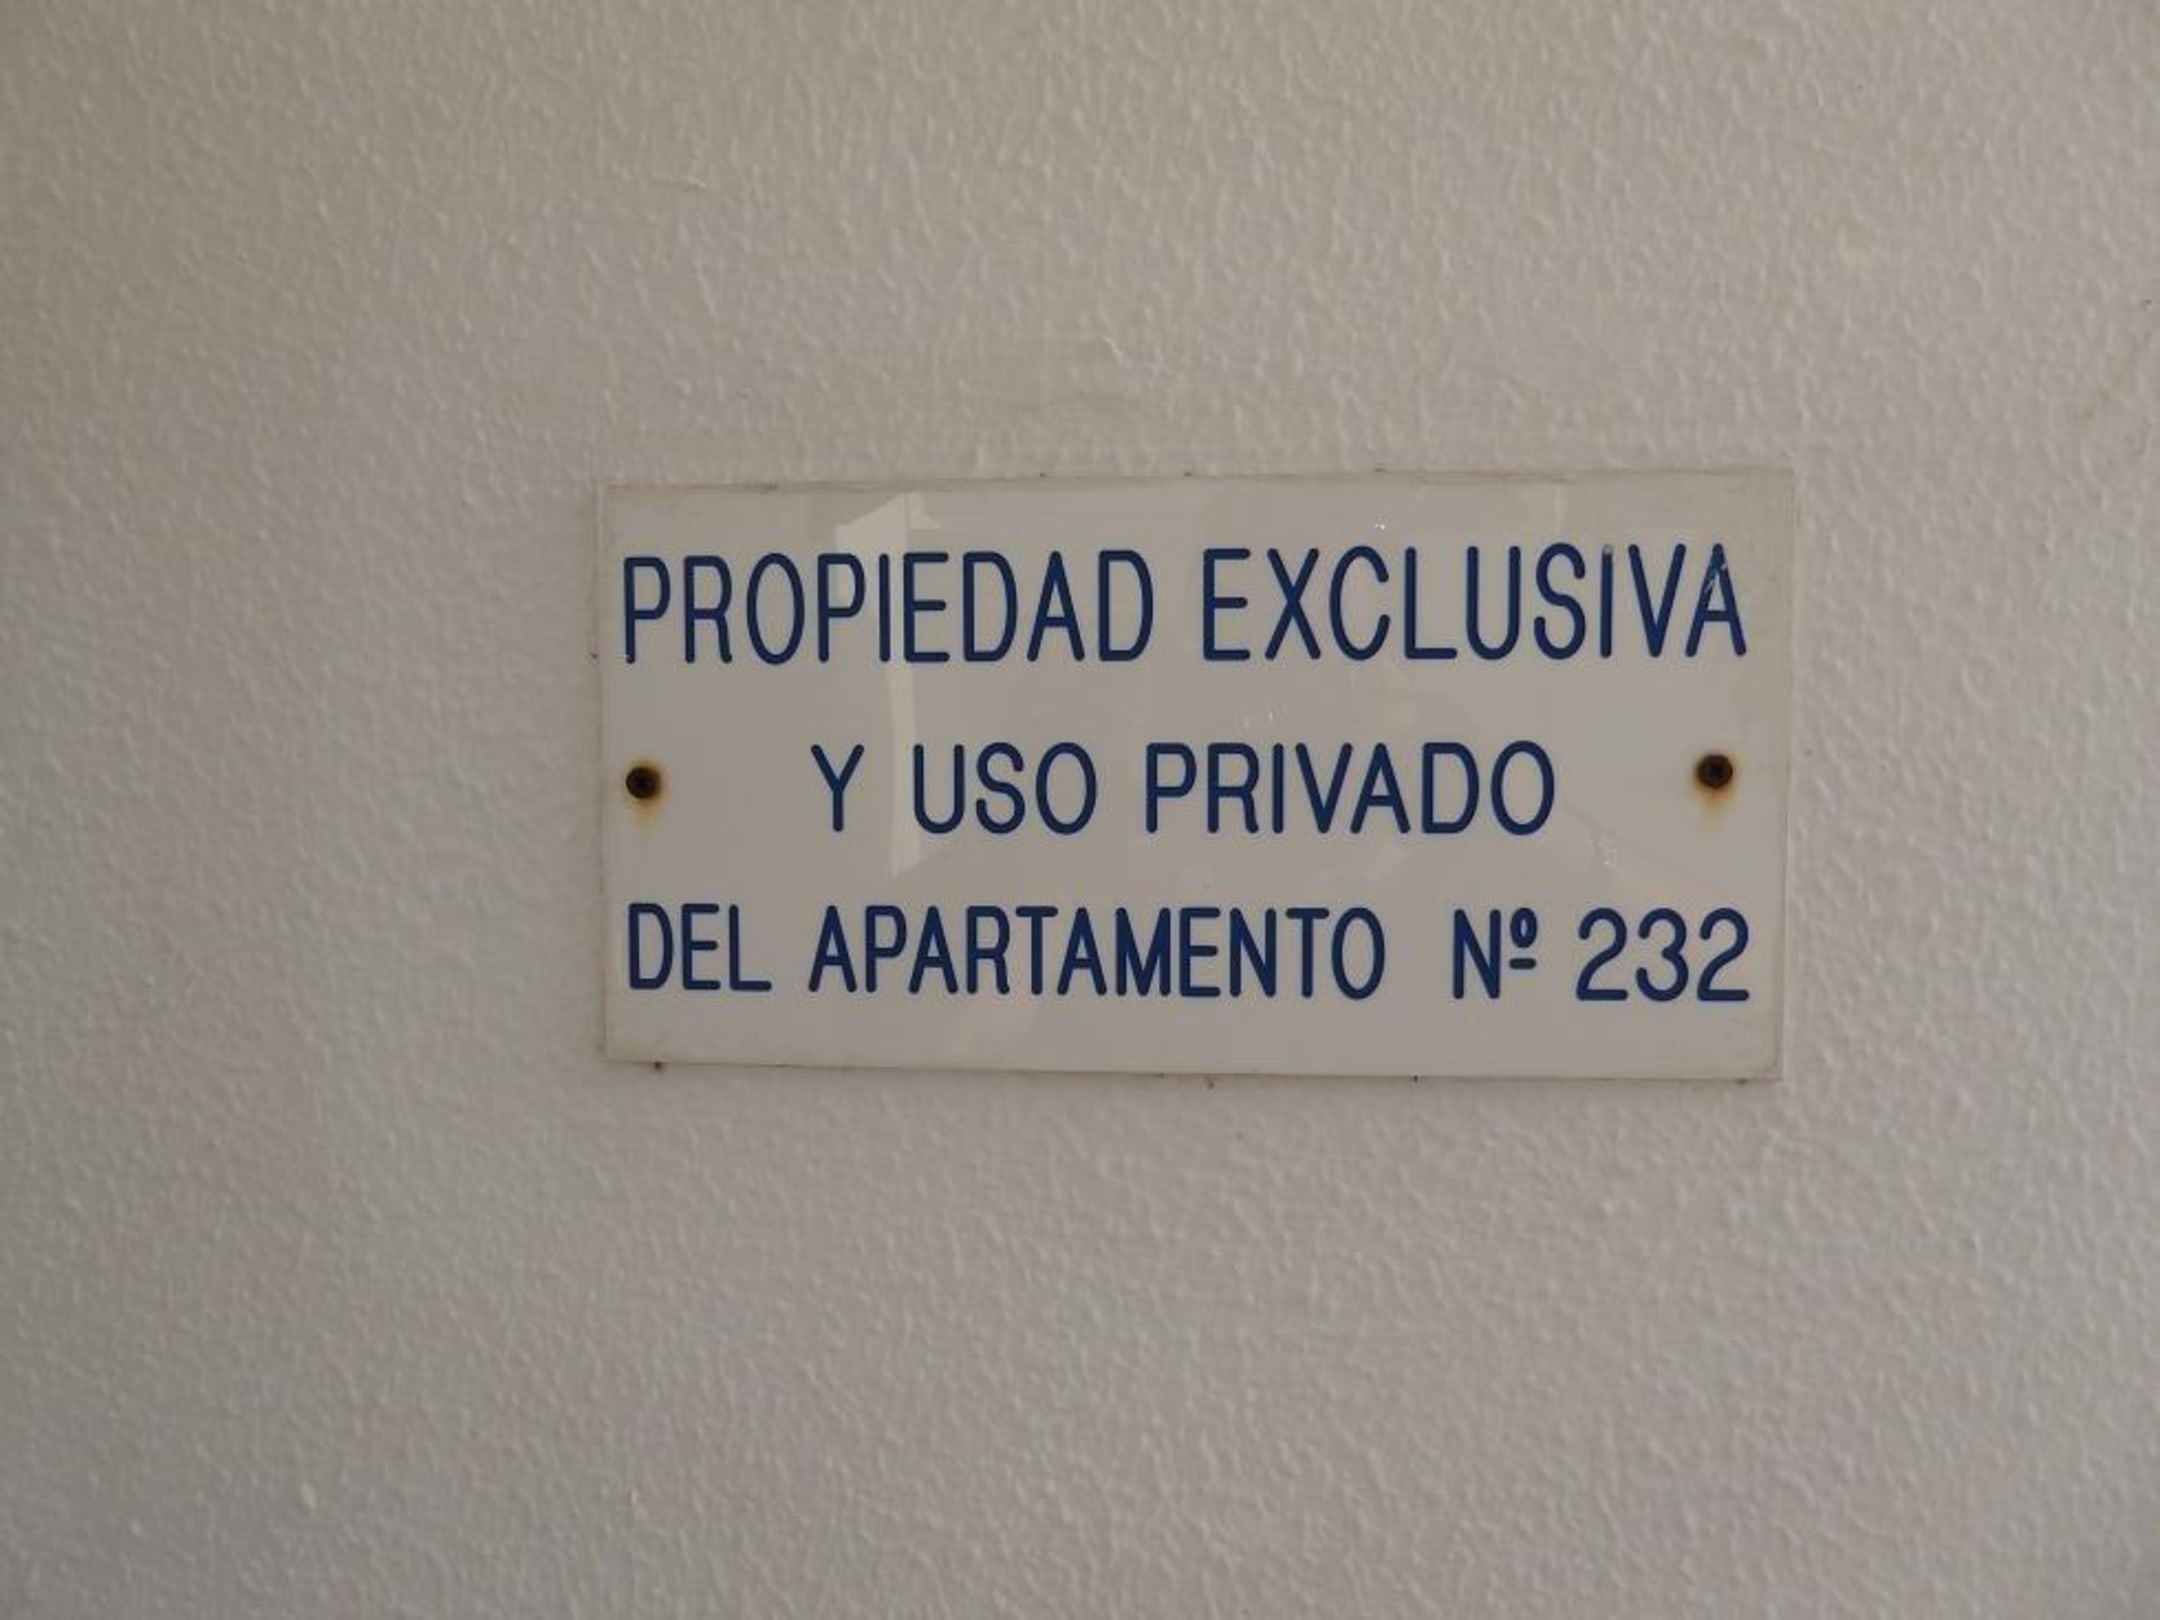 PROPIEDAD EXCLUSIVA
Y USO PRIVADO
DEL APARTAMENTO Nº 232